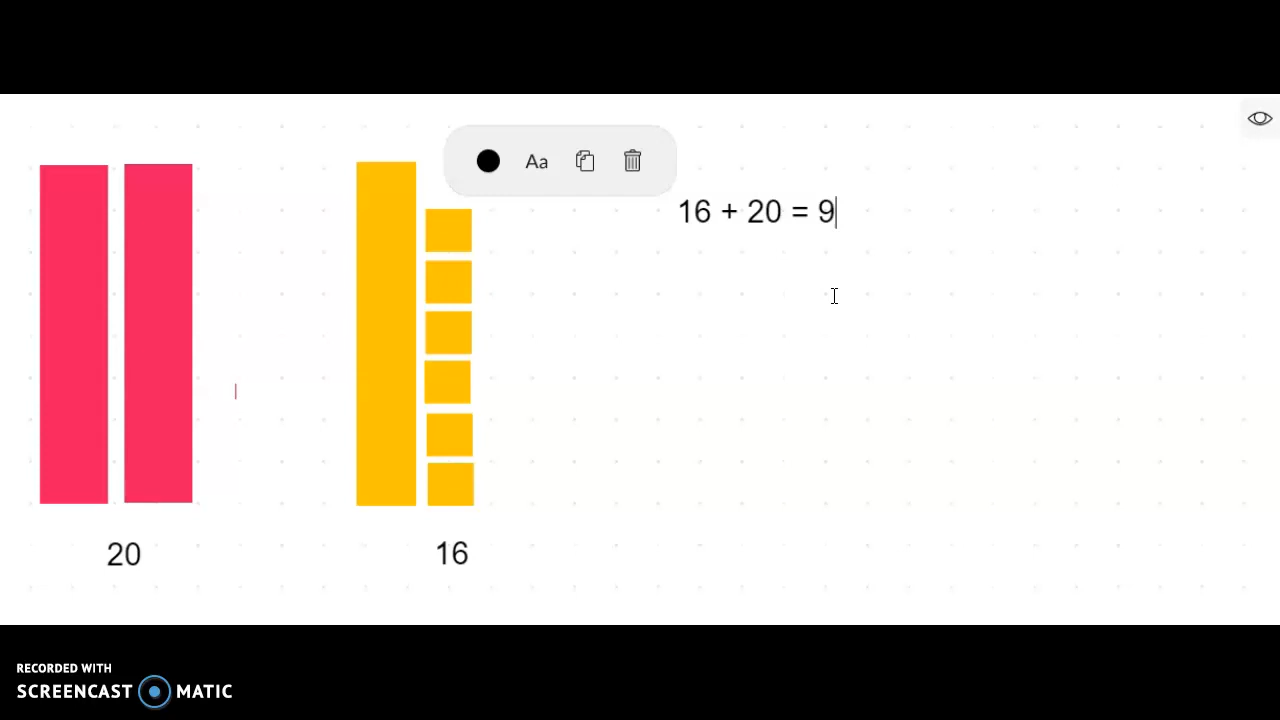 Aa
16 + 20 = 9
20
16
RECORDED WITH
SCREENCAST MATIC